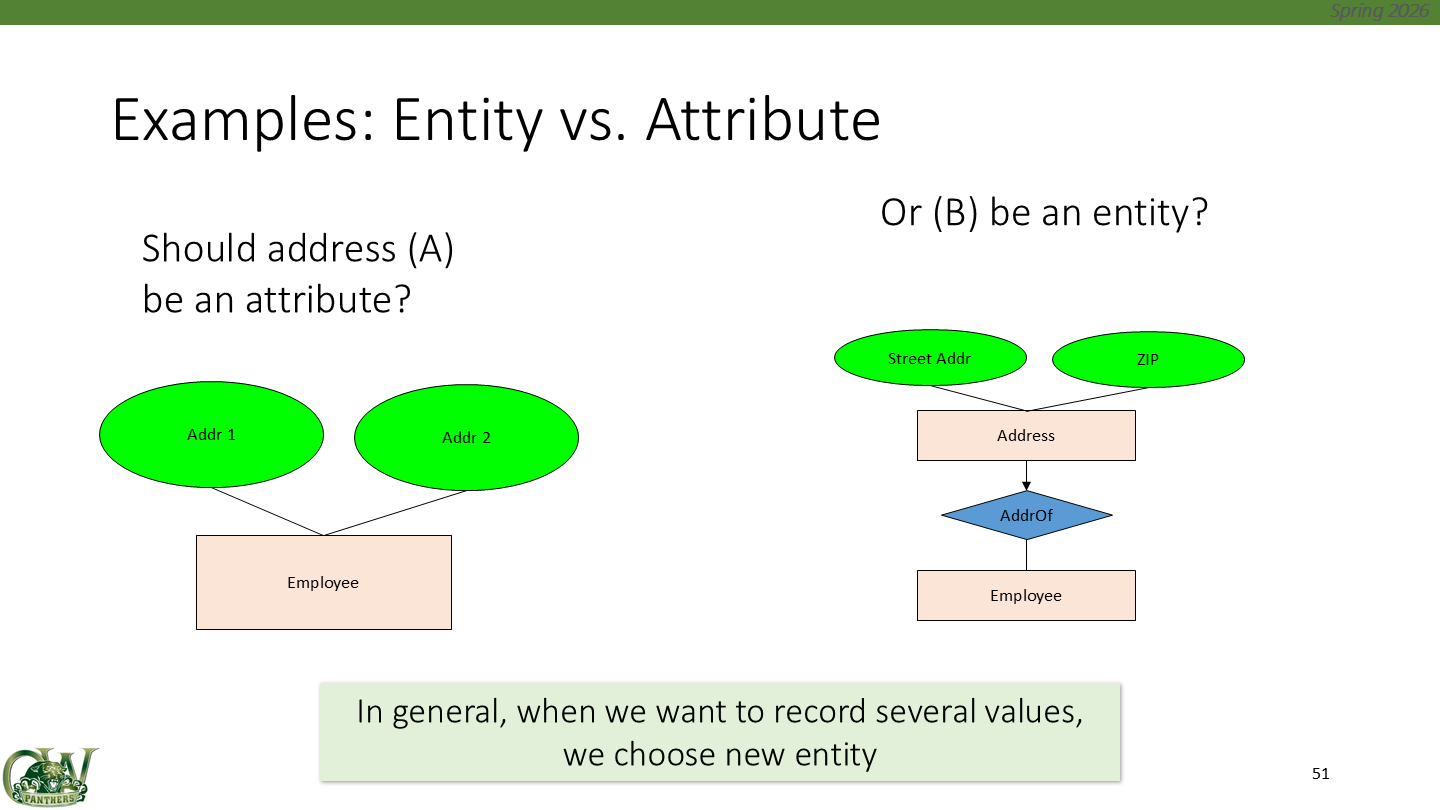 Spring 2026
Examples: Entity vs. Attribute
Should address (A)
be an attribute?
Or (B) be an entity?
Addr 1
Addr 2
Employee
Street Addr
ZIP
Address
AddrOf
Employee
In general, when we want to record several values,
we choose new entity
OW
PANTHERS
51